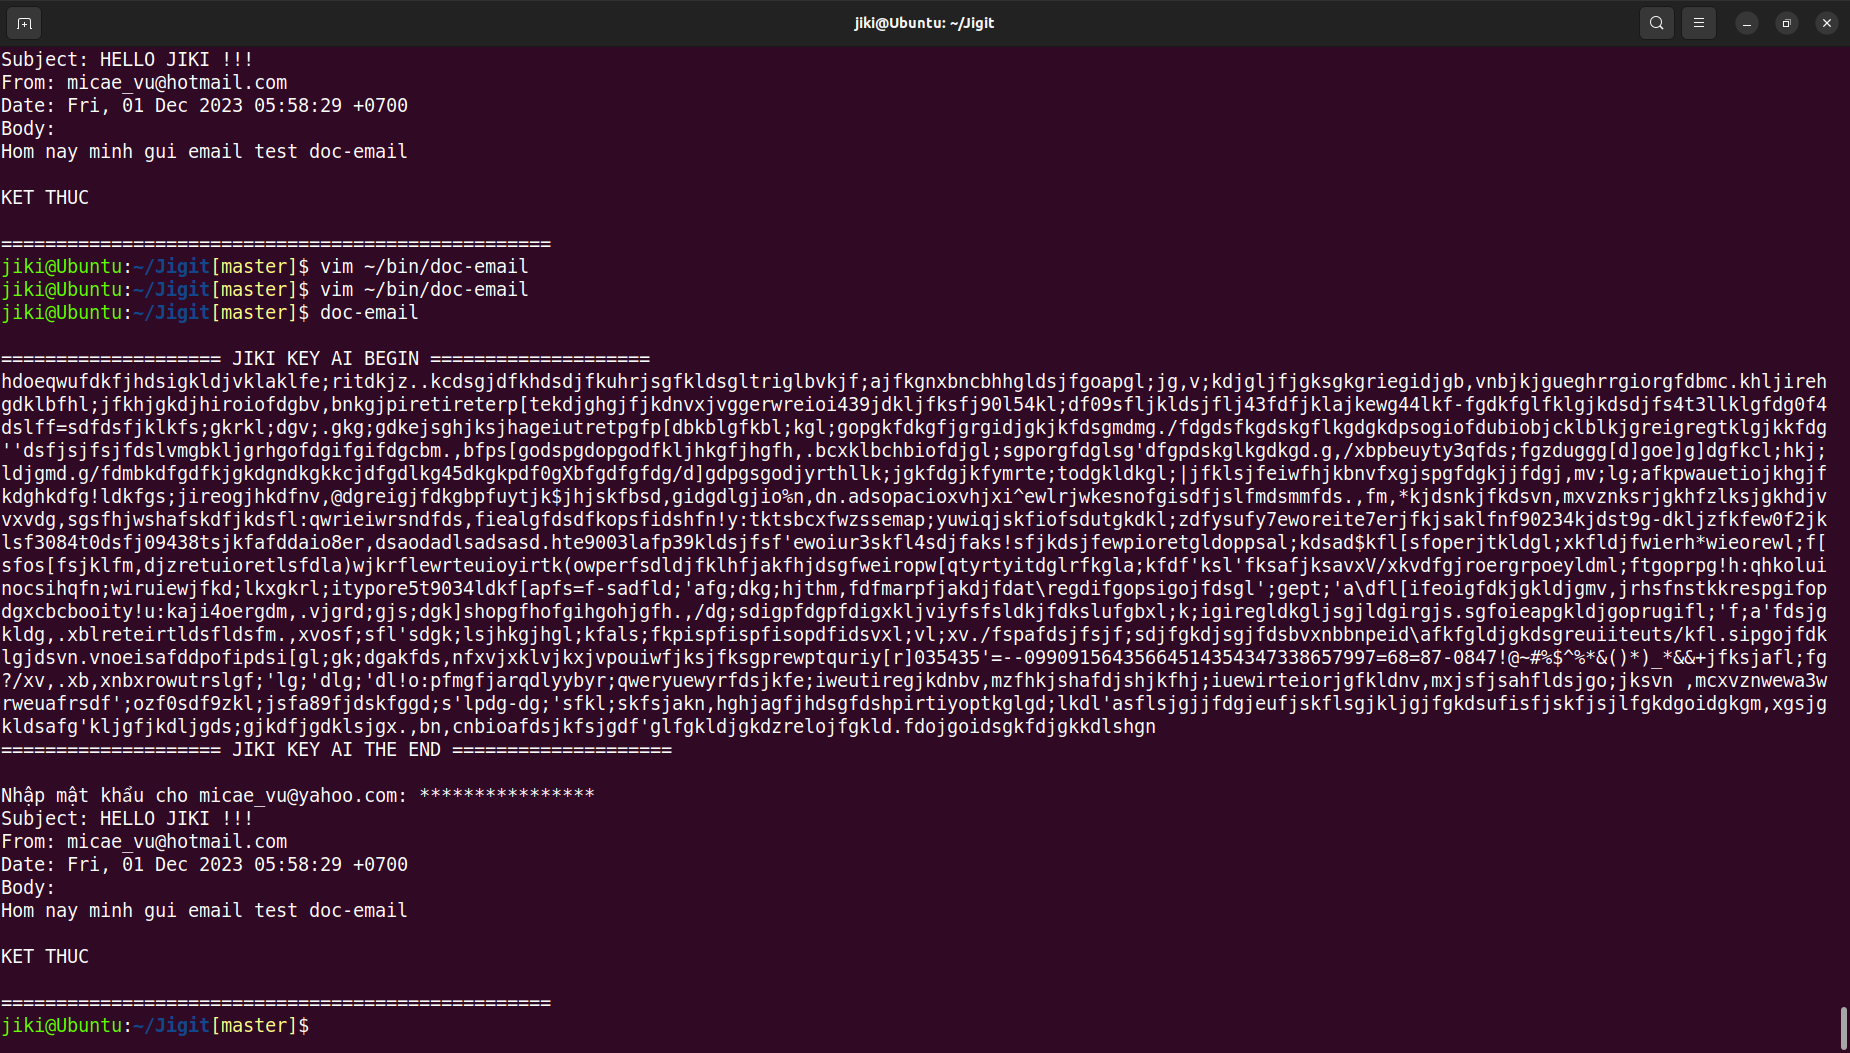 jiki@Ubuntu: ~/Jigit
Subject: HELLO JIKI !!!
From: micae_vu@hotmail.com
Date: Fri, 01 Dec 2023 05:58:29 +0700
Body:
Hom nay minh gui email test doc-email
KET THUC
==================================================
jiki@Ubuntu:~/Jigit[master]$ vim ~/bin/doc-email
jiki@Ubuntu:~/Jigit[master]$ vim ~/bin/doc-email
jiki@Ubuntu:~/Jigit[master]$ doc-email
==================== JIKI KEY AI BEGIN ====================
hdoeqwufdkfjhdsigkldjvklaklfe;ritdkjz..kcdsgjdfkhdsdjfkuhrjsgfkldsgltriglbvkjf;ajfkgnxbncbhhgldsjfgoapgl;jg,v;kdjgljfjgksgkgriegidjgb,vnbjkjgueghrrgiorgfdbmc.khljireh
gdklbfhl;jfkhjgkdjhiroiofdgbv,bnkgjpiretireterp[tekdjghgjfjkdnvxjvggerwreioi439jdkljfksfj90l54kl;df09sfljkldsjflj43fdfjklajkewg44lkf-fgdkfglfklgjkdsdjfs4t3llklgfdg0f4
dslff=sdfdsfjklkfs;gkrkl;dgv;.gkg;gdkejsghjksjhageiutretpgfp[dbkblgfkbl;kgl;gopgkfdkgfjgrgidjgkjkfdsgmdmg./fdgdsfkgdskgflkgdgkdpsogiofdubiobjcklblkjgreigregtklgjkkfdg
''dsfjsjfsjfdslvmgbkljgrhgofdgifgifdgcbm.,bfps[godspgdopgodfkljhkgfjhgfh,.bcxklbchbiofdjgl;sgporgfdglsg'dfgpdskglkgdkgd.g,/xbpbeuyty3qfds;fgzduggg[d]goe]g]dgfkcl;hkj;
ldjgmd.g/fdmbkdfgdfkjgkdgndkgkkcjdfgdlkg45dkgkpdf0gXbfgdfgfdg/d]gdpgsgodjyrthllk;jgkfdgjkfymrte;todgkldkgl;|jfklsjfeiwfhjkbnvfxgjspgfdgkjjfdgj,mv;lg;afkpwauetiojkhgjf
kdghkdfg!ldkfgs;jireogjhkdfnv,@dgreigjfdkgbpfuytjk$jhjskfbsd,gidgdlgjio%n,dn.adsopacioxvhjxi^ewlrjwkesnofgisdfjslfmdsmmfds.,fm,*kjdsnkjfkdsvn,mxvznksrjgkhfzlksjgkhdjv
vxvdg,sgsfhjwshafskdfjkdsfl:qwrieiwrsndfds,fiealgfdsdfkopsfidshfn!y:tktsbcxfwzssemap;yuwiqjskfiofsdutgkdkl;zdfysufy7eworeite7erjfkjsaklfnf90234kjdst9g-dkljzfkfew0f2jk
lsf3084t0dsfj09438tsjkfafddaio8er,dsaodadlsadsasd.hte9003lafp39kldsjfsf'ewoiur3skfl4sdjfaks!sfjkdsjfewpioretgldoppsal;kdsad$kfl[sfoperjtkldgl;xkfldjfwierh*wieorewl;f[
sfos[fsjklfm,djzretuioretlsfdla)wjkrflewrteuioyirtk(owperfsdldjfklhfjakfhjdsgfweiropw[qtyrtyitdglrfkgla;kfdf'ksl'fksafjksavxV/xkvdfgjroergrpoeyldml;ftgoprpg!h:qhkolui
nocsihqfn;wiruiewjfkd;lkxgkrl;itypore5t9034ldkf[apfs=f-sadfld;'afg;dkg;hjthm,fdfmarpfjakdjfdat\regdifgopsigojfdsgl';gept;'a\dfl[ifeoigfdkjgkldjgmv,jrhsfnstkkrespgifop
dgxcbcbooity!u:kaji4oergdm,.vjgrd;gjs;dgk]shopgfhofgihgohjgfh.,/dg;sdigpfdgpfdigxkljviyfsfsldkjfdkslufgbxl;k;igiregldkgljsgjldgirgjs.sgfoieapgkldjgoprugifl;'f;a'fdsjg
kldg,.xblreteirtldsfldsfm.,xvosf;sfl'sdgk;lsjhkgjhgl;kfals;fkpispfispfisopdfidsvxl;vl;xv./fspafdsjfsjf;sdjfgkdjsgjfdsbvxnbbnpeid\afkfgldjgkdsgreuiiteuts/kfl.sipgojfdk
lgjdsvn.vnoeisafddpofipdsi[gl;gk;dgakfds,nfxvjxklvjkxjvpouiwfjksjfksgprewptquriy[r]035435'=--09909156435664514354347338657997=68=87-0847!@~#%$^%*&()*)_*&&+jfksjafl;fg
?/xv,.xb,xnbxrowutrslgf;'lg;'dlg;'dl!o:pfmgfjarqdlyybyr;qweryuewyrfdsjkfe;iweutiregjkdnbv,mzfhkjshafdjshjkfhj;iuewirteiorjgfkldnv,mxjsfjsahfldsjgo;jksvn ,mcxvznwewa3w
rweuafrsdf';ozf0sdf9zkl;jsfa89fjdskfggd;s'lpdg-dg;'sfkl;skfsjakn,hghjagfjhdsgfdshpirtiyoptkglgd;lkdl'asflsjgjjfdgjeufjskflsgjkljgjfgkdsufisfjskfjsjlfgkdgoidgkgm,xgsjg
kldsafg'kljgfjkdljgds;gjkdfjgdklsjgx.,bn,cnbioafdsjkfsjgdf'glfgkldjgkdzrelojfgkld.fdojgoidsgkfdjgkkdlshgn
==================== JIKI KEY AI THE END ====================
Nhập mật khẩu cho micae_vu@yahoo.com: ****************
Subject: HELLO JIKI !!!
From: micae_vu@hotmail.com
Date: Fri, 01 Dec 2023 05:58:29 +0700
Body:
Hom nay minh gui email test doc-email
KET THUC
==================================================
jiki@Ubuntu:~/Jigit[master]$